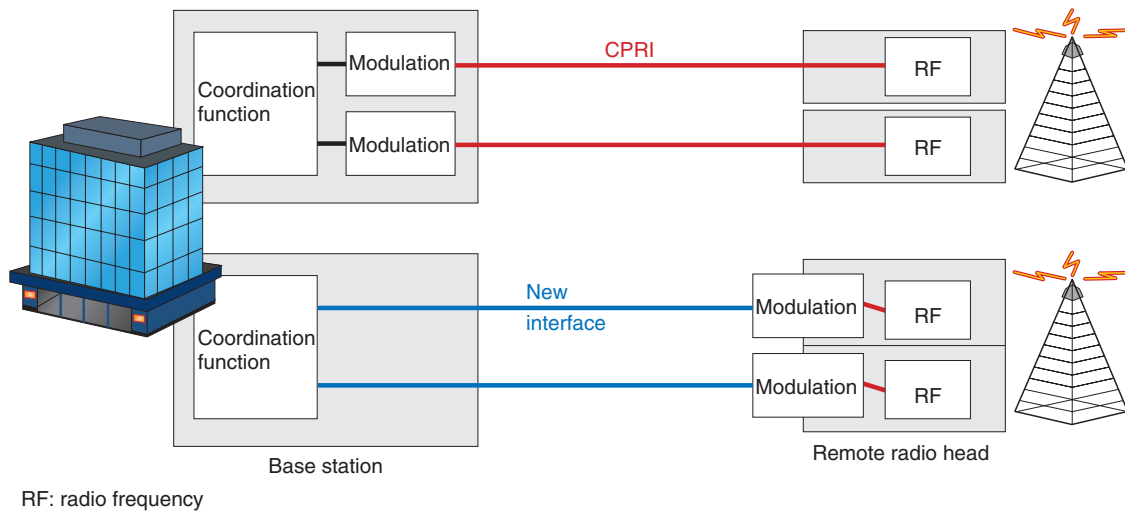 Coordination
function
Modulation
Modulation
CPRI
RF
RF
Coordination
function
New
interface
Modulation
RF
Modulation
RF
Base station
Remote radio head
RF: radio frequency